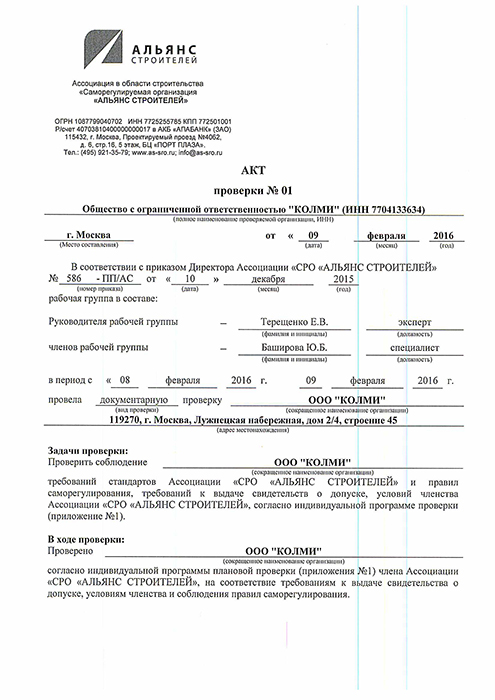 АЛЬЯНС
СТРОИТЕЛЕЙ
Ассоциация в области строительства
«Саморегулируемая организация
«АЛЬЯНС СТРОИТЕЛЕЙ»
ОГРН 1087799040702 ИНН 7725255785 КПП 772501001
Р/счет 40703810400000000017 в АКБ «АПАБАНК» (ЗАО)
115432, г. Москва, Проектируемый проезд №4062,
д. 6, стр.16, 5 этаж, БЦ «ПОРТ ПЛАЗА».
Тел.: (495) 921-35-79; www.as-sro.ru; info@as-sro.ru
АКТ
проверки № 01
Общество с ограниченной ответственностью "КОЛМИ" (ИНН 7704133634)
(полное наименование проверяемой организации, ИНН)
г. Москва от « 09 февраля 2016
(Место составления) (дата) (месяц) (год)
В соответствии с приказом Директора Ассоциации «СРО «АЛЬЯНС СТРОИТЕЛЕЙ»
№ 586 - ПП/АС от « 10 » декабря 2015
(номер приказа) (дата) (месяц) (год)
рабочая группа в составе:
Руководителя рабочей группы – Терещенко Е.В. эксперт
(фамилия и инициалы) (должность)
членов рабочей группы – Баширова Ю.Б. специалист
(фамилия и инициалы) (должность)
в период с « 08 февраля 2016 г. 09 февраля 2016 г.
провела документарную проверку ООО "КОЛМИ"
(вид проверки) (сокращенное наименование организации)
119270, г. Москва, Лужнецкая набережная, дом 2/4, строение 45
(адрес местонахождения)
Задачи проверки:
Проверить соблюдение ООО "КОЛМИ"
(сокращенное наименование организации)
требований стандартов Ассоциации «СРО «АЛЬЯНС СТРОИТЕЛЕЙ» и правил
саморегулирования, требований к выдаче свидетельств о допуске, условий членства
Ассоциации «СРО «АЛЬЯНС СТРОИТЕЛЕЙ», согласно индивидуальной программе проверки
(приложение №1).
В ходе проверки:
Проверено ООО "КОЛМИ"
(сокращенное наименование организации)
согласно индивидуальной программы плановой проверки (приложения №1) члена Ассоциации
«СРО «АЛЬЯНС СТРОИТЕЛЕЙ», на соответствие требованиям к выдаче свидетельства о
допуске, условиям членства и соблюдения правил саморегулирования.